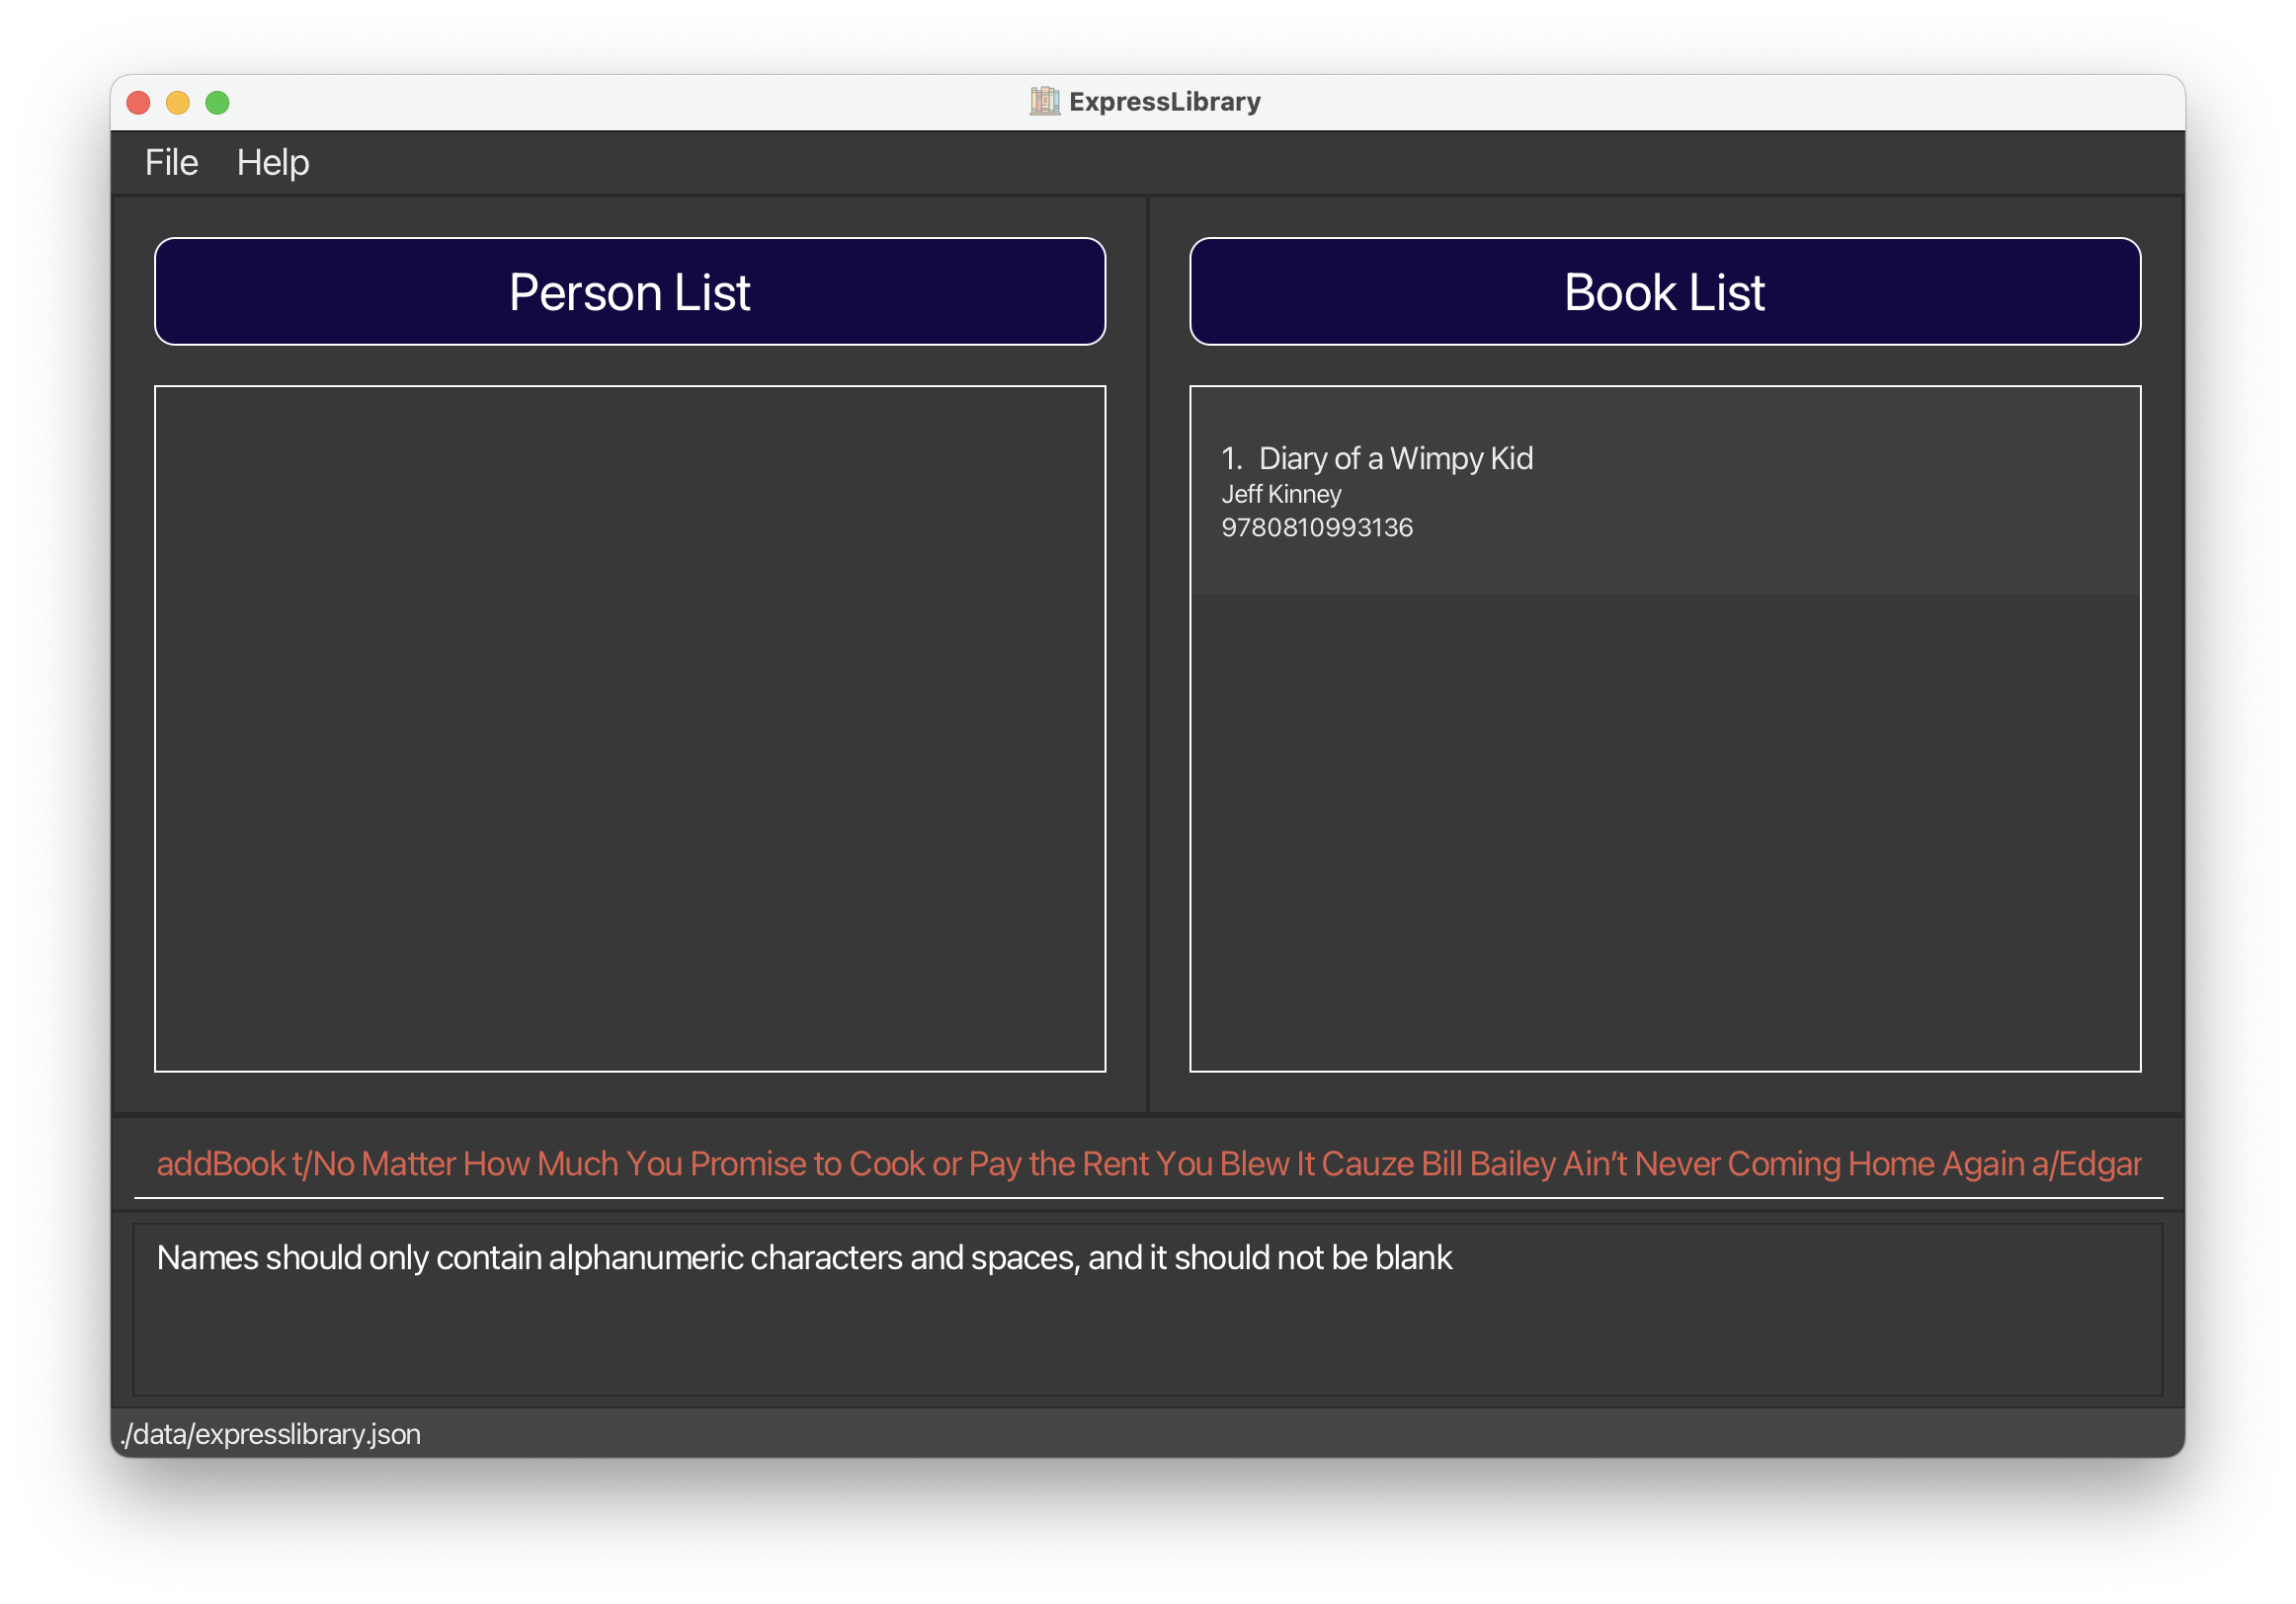 ExpressLibrary
File Help
Person List
Book List
1. Diary of a Wimpy Kid
Jeff Kinney
9780810993136
addBook t/No Matter How Much You Promise to Cook or Pay the Rent You Blew It Cauze Bill Bailey Ain’t Never Coming Home Again a/Edgar
Names should only contain alphanumeric characters and spaces, and it should not be blank
./data/expresslibrary.json